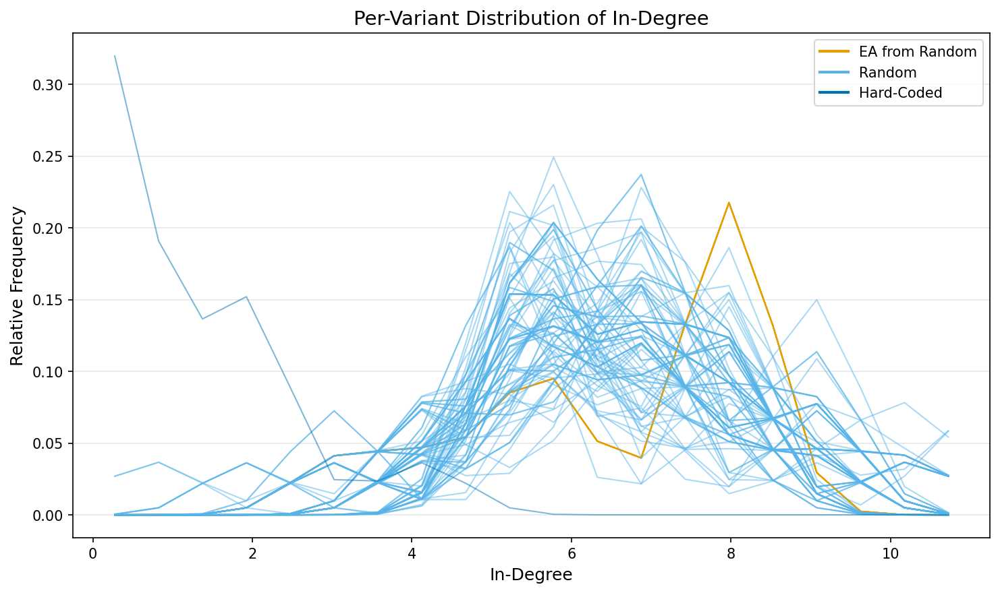 Per-Variant Distribution of In-Degree
EA from Random
Random
Hard-Coded
Relative Frequency
0.30
0.25
0.20
0.15
0.10
0.05
0.00
0 2 4 6 8 10
In-Degree